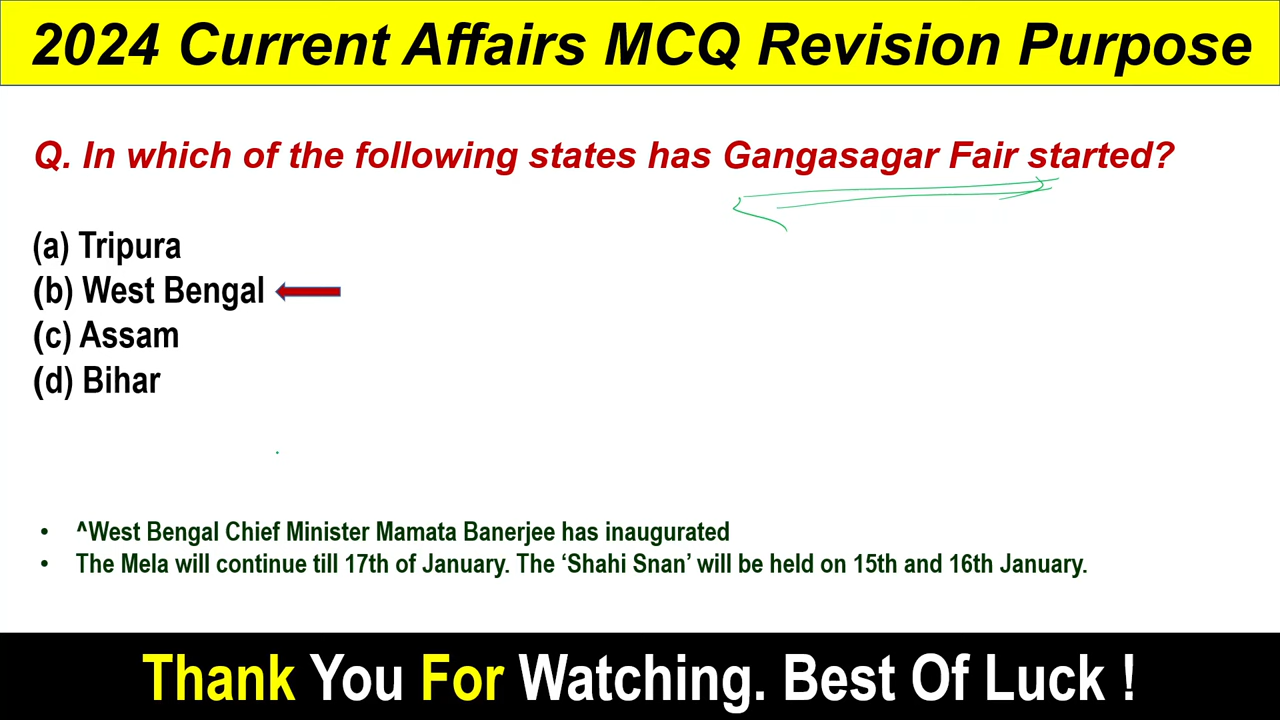 2024 Current Affairs MCQ Revision Purpose
Q. In which of the following states has Gangasagar Fair started?
(a) Tripura
(b) West Bengal
(c) Assam
(d) Bihar
• ^West Bengal Chief Minister Mamata Banerjee has inaugurated
• The Mela will continue till 17th of January. The ‘Shahi Snan’ will be held on 15th and 16th January.
Thank You For Watching. Best Of Luck !